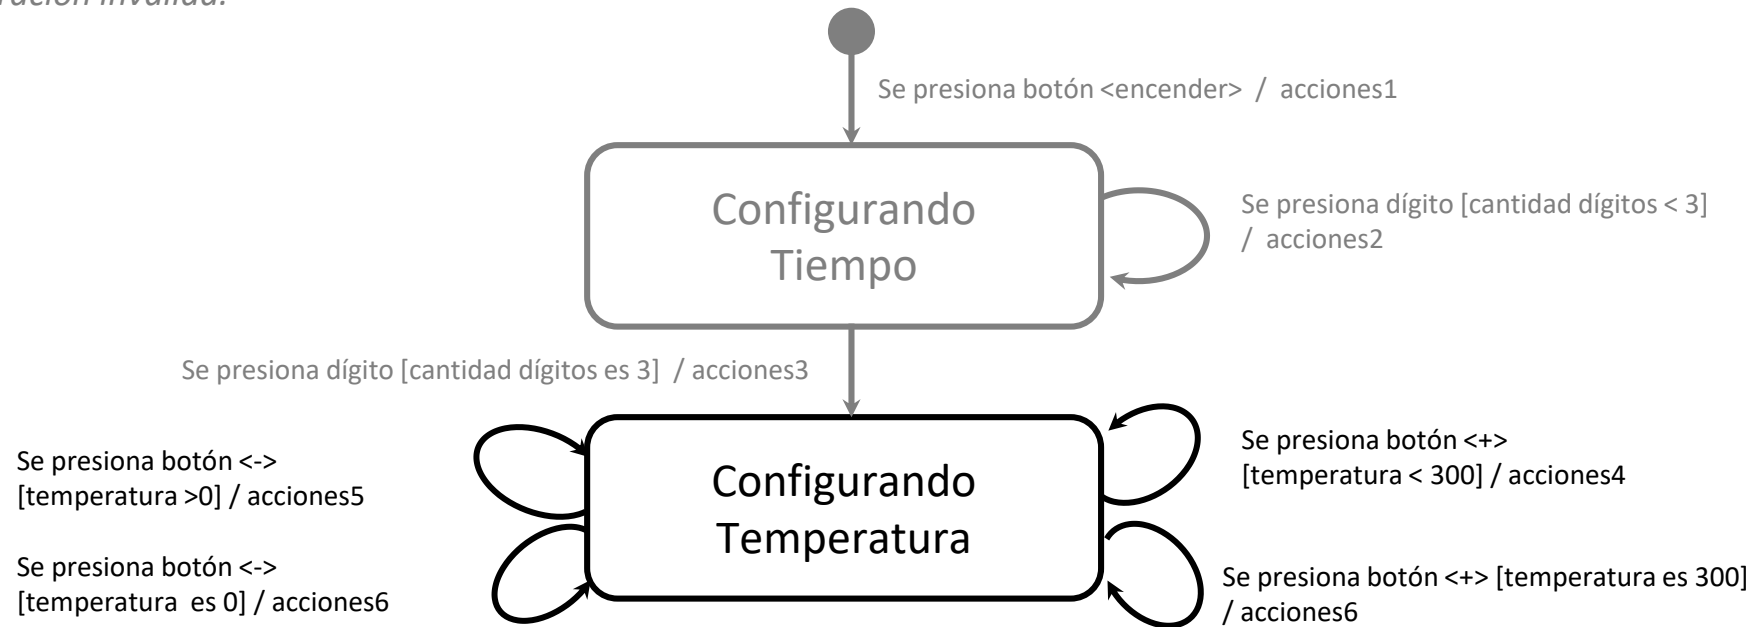 inválida.
Se presiona botón <encender> / acciones1
Configurando
Tiempo
Se presiona dígito [cantidad dígitos < 3]
/ acciones2
Se presiona dígito [cantidad dígitos es 3] / acciones3
Se presiona botón <->
[temperatura >0] / acciones5
Configurando
Temperatura
Se presiona botón <+>
[temperatura < 300] / acciones4
Se presiona botón <->
[temperatura es 0] / acciones6
Se presiona botón <+> [temperatura es 300]
/ acciones6